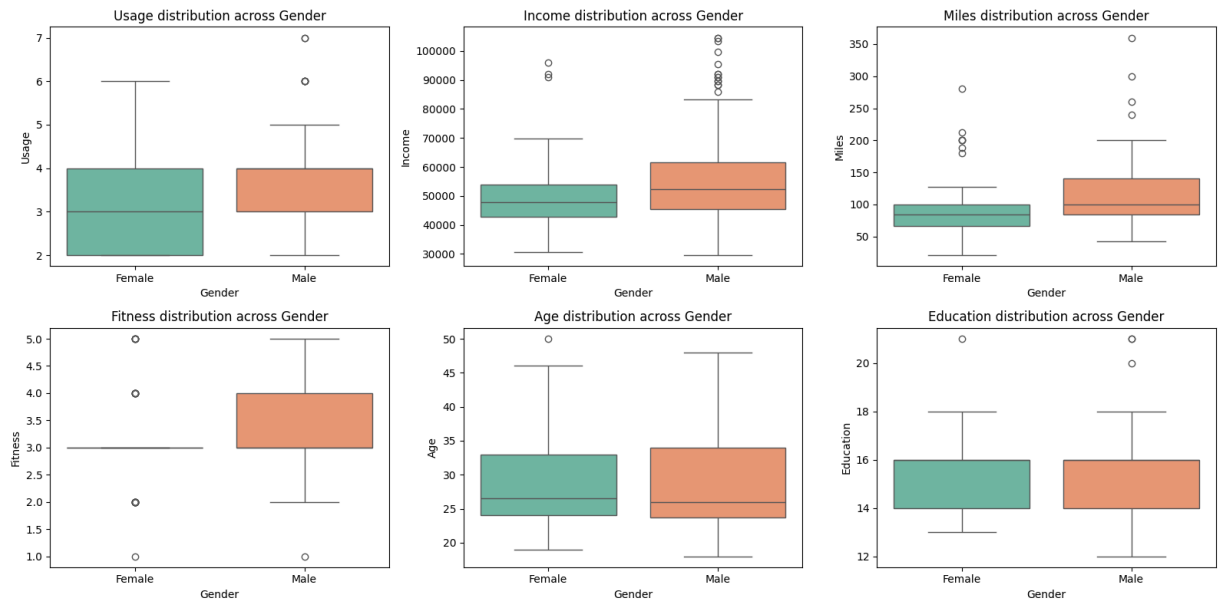 Usage distribution across Gender
7
6
5
4
3
2
Usage
Female
Male
Gender
Income distribution across Gender
100000
90000
80000
70000
60000
50000
40000
30000
Income
Female
Male
Gender
Miles distribution across Gender
350
300
250
200
150
100
50
Miles
Female
Male
Gender
Fitness distribution across Gender
5.0
4.5
4.0
3.5
3.0
2.5
2.0
1.5
1.0
Fitness
Female
Male
Gender
Age distribution across Gender
50
45
40
35
30
25
20
Age
Female
Male
Gender
Education distribution across Gender
20
18
16
14
12
Education
Female
Male
Gender